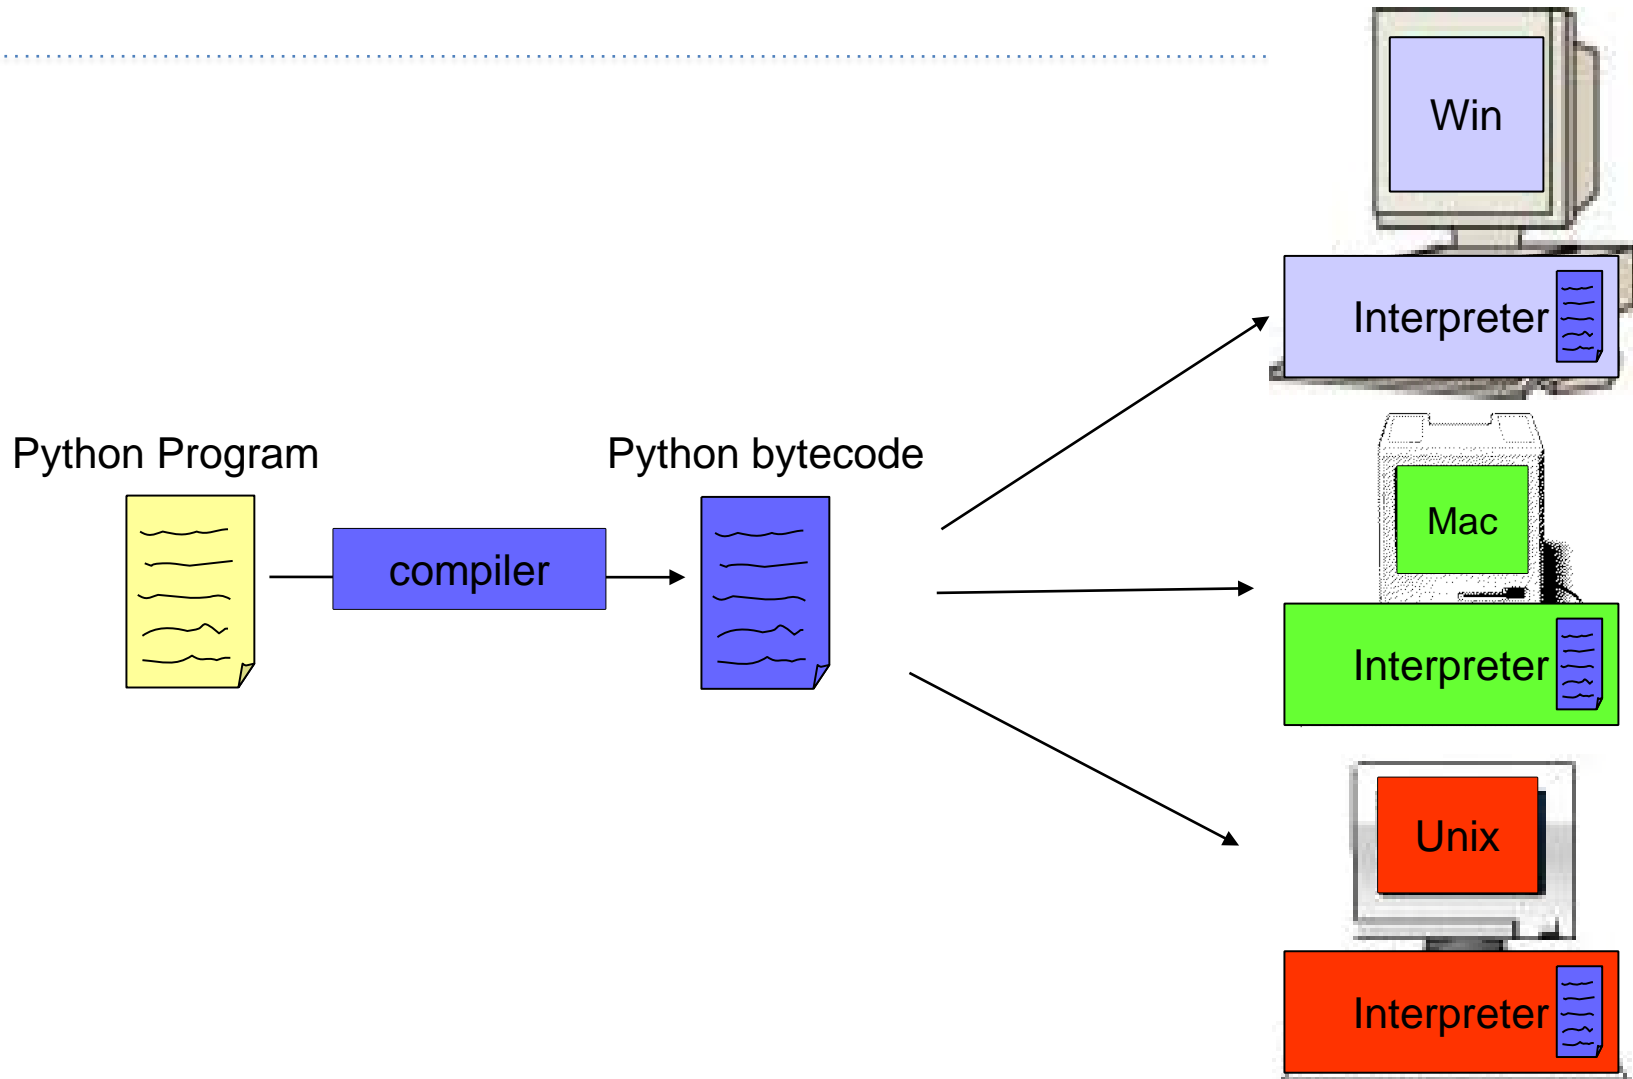 Win
Interpreter
Python Program
Python bytecode
compiler
Mac
Interpreter
Unix
Interpreter